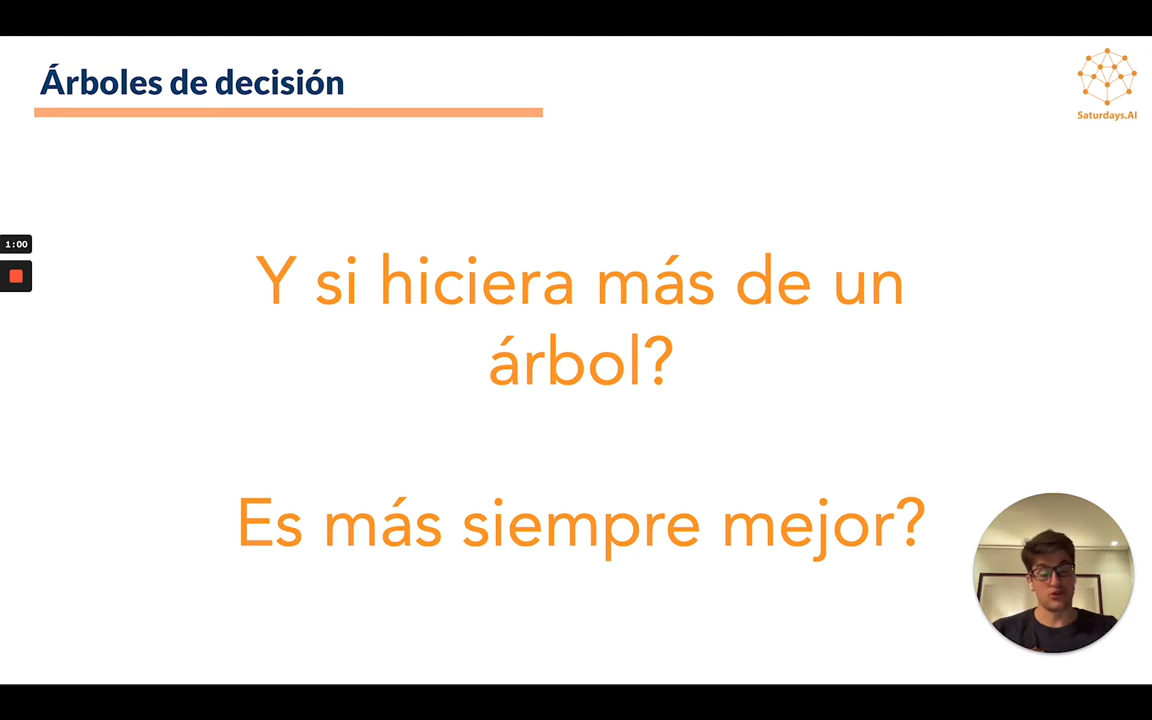 Árboles de decisión
Saturdays.AI
1:00
Y si hiciera más de un
árbol?
Es más siempre mejor?